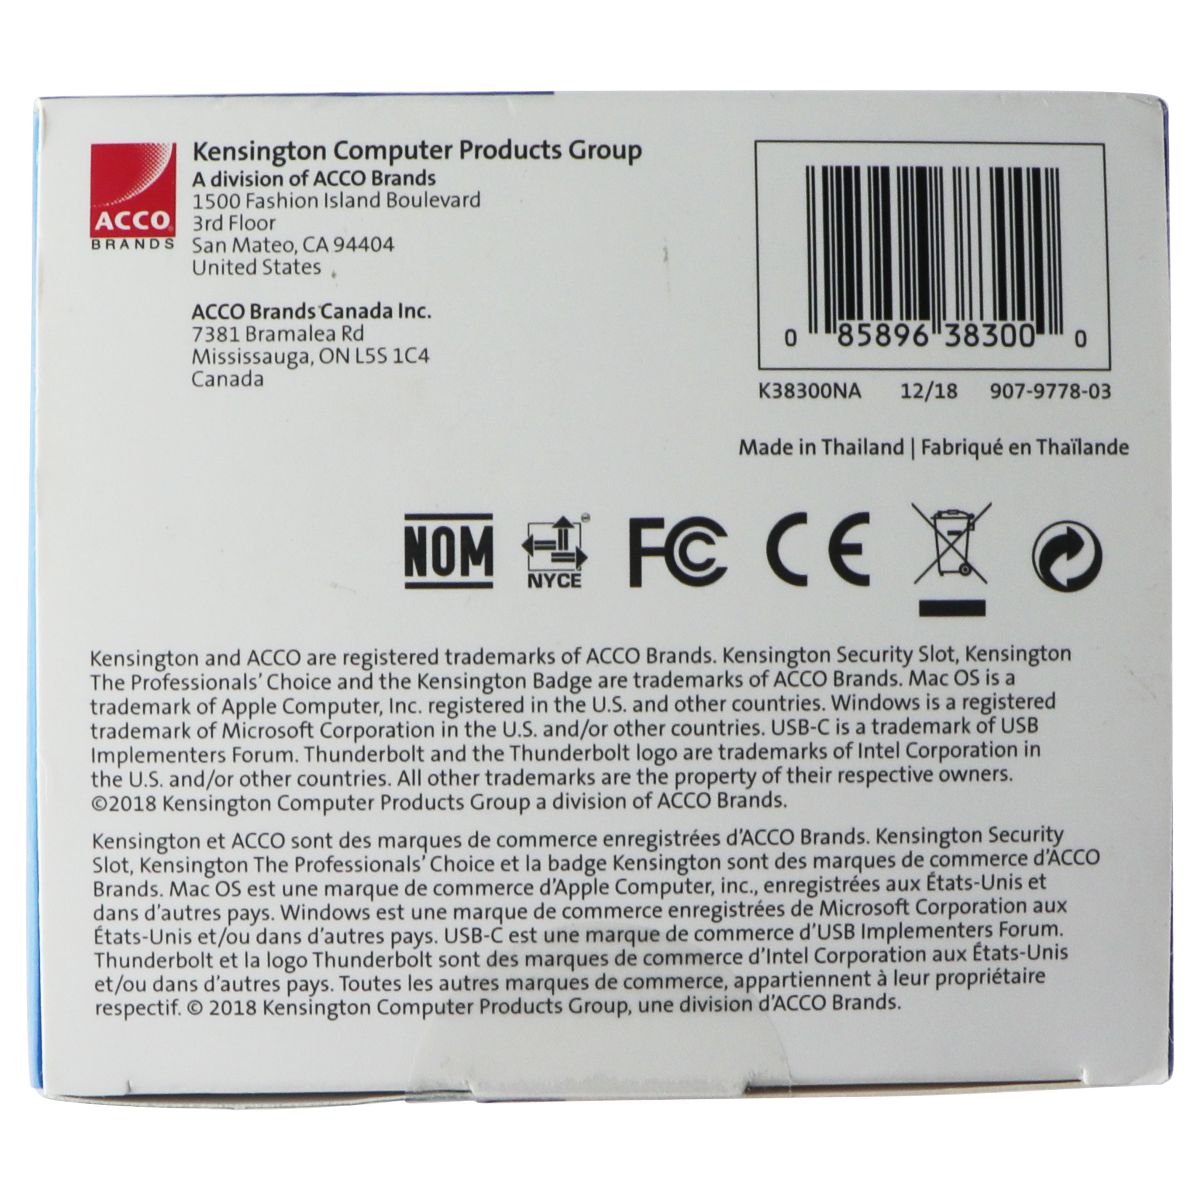 ACCO
BRANDS
Kensington Computer Products Group
A division of ACCO Brands
1500 Fashion Island Boulevard
3rd Floor
San Mateo, CA 94404
United States
ACCO Brands Canada Inc.
7381 Bramalea Rd
Mississauga, ON L5S 1C4
Canada
0 85896 38300 0
K38300NA 12/18 907-9778-03
Made in Thailand | Fabriqué en Thaïlande
NOM NYCE FC CE
Kensington and ACCO are registered trademarks of ACCO Brands. Kensington Security Slot, Kensington
The Professionals' Choice and the Kensington Badge are trademarks of ACCO Brands. Mac OS is a
trademark of Apple Computer, Inc. registered in the U.S. and other countries. Windows is a registered
trademark of Microsoft Corporation in the U.S. and/or other countries. USB-C is a trademark of USB
Implementers Forum. Thunderbolt and the Thunderbolt logo are trademarks of Intel Corporation in
the U.S. and/or other countries. All other trademarks are the property of their respective owners.
©2018 Kensington Computer Products Group a division of ACCO Brands.
Kensington et ACCO sont des marques de commerce enregistrées d'ACCO Brands. Kensington Security
Slot, Kensington The Professionals' Choice et la badge Kensington sont des marques de commerce d'ACCO
Brands. Mac OS est une marque de commerce d'Apple Computer, inc., enregistrées aux États-Unis et
dans d'autres pays. Windows est une marque de commerce enregistrées de Microsoft Corporation aux
États-Unis et/ou dans d'autres pays. USB-C est une marque de commerce d'USB Implementers Forum.
Thunderbolt et la logo Thunderbolt sont des marques de commerce d'Intel Corporation aux États-Unis
et/ou dans d'autres pays. Toutes les autres marques de commerce, appartiennent à leur propriétaire
respectif. © 2018 Kensington Computer Products Group, une division d'ACCO Brands.